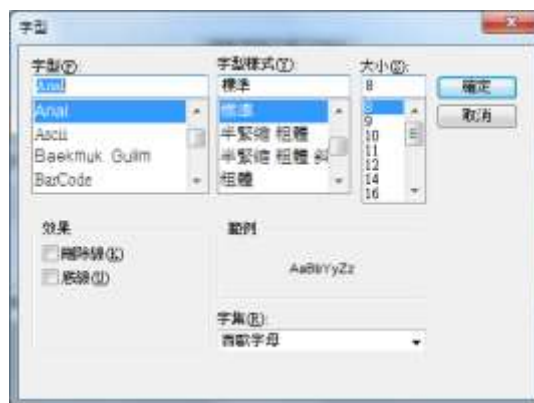 字型
字型(F)
Arial
Arial
Ascii
Baekmuk Gulim
BarCode
字型樣式(Y):
標準
標準
半緊縮 粗體
半緊縮 粗體 斜
粗體
大小(S):
8
8
9
10
11
12
14
16
確定
取消
效果
刪除線(K)
底線(U)
範例
AaBbYyZz
字集(R):
西歐字母